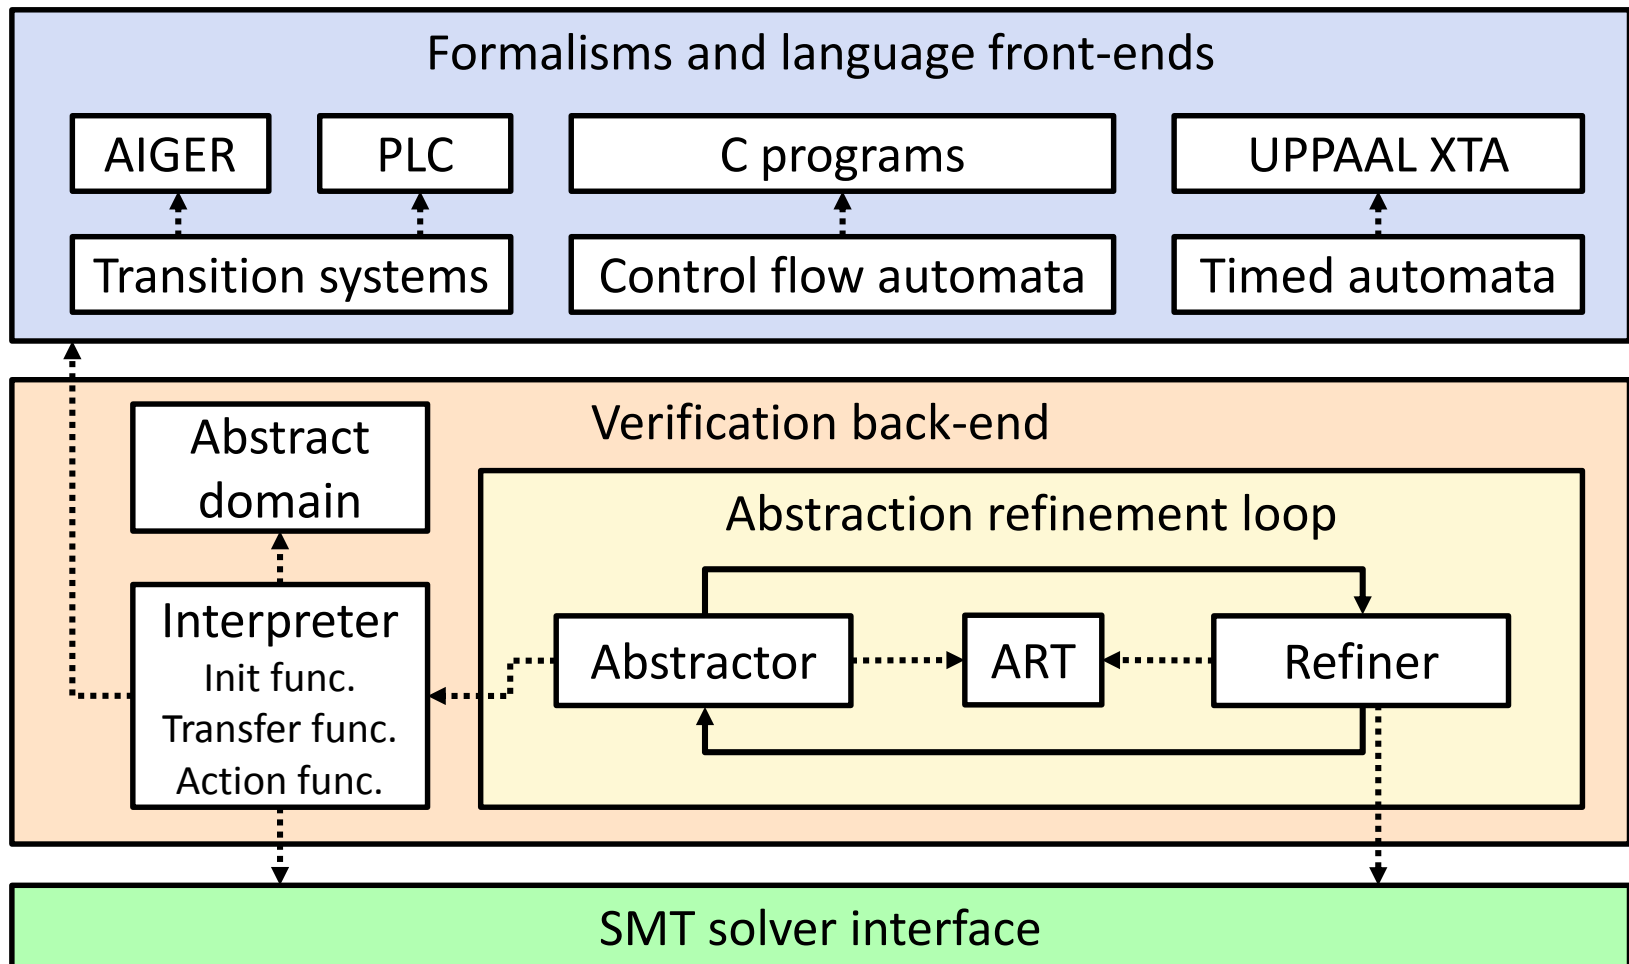 Formalisms and language front-ends
AIGER
PLC
C programs
UPPAAL XTA
Transition systems
Control flow automata
Timed automata
Verification back-end
Abstract
domain
Abstraction refinement loop
Interpreter
Init func.
Transfer func.
Action func.
Abstractor
ART
Refiner
SMT solver interface